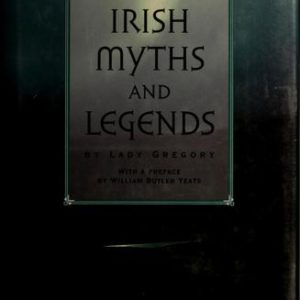 IRISH
MYTHS
AND
LEGENDS
BY LADY GREGORY
WITH A PREFACE
BY WILLIAM BUTLER YEATS